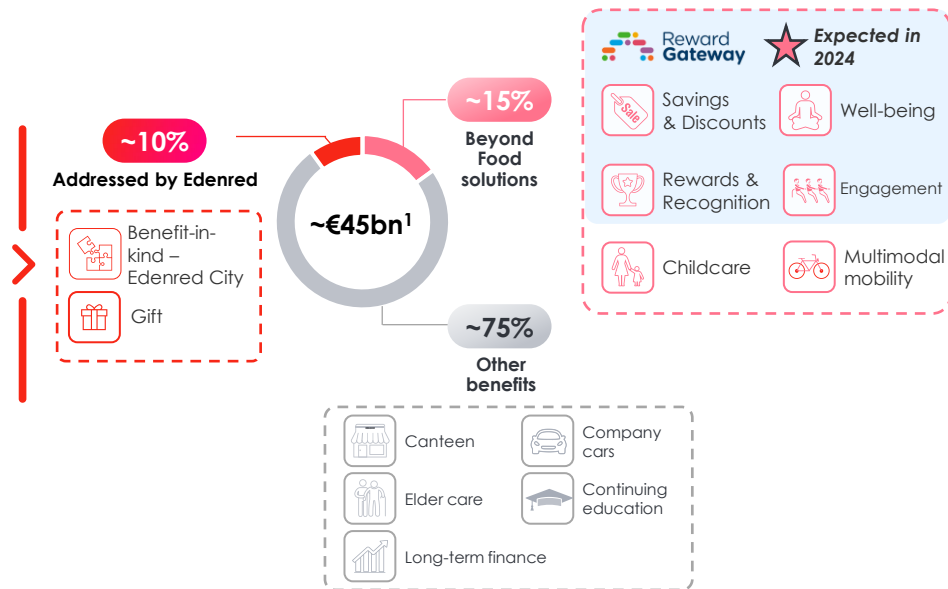 ~10%
Addressed by Edenred
Benefit-in-
kind –
Edenred City
Gift
~€45bn¹
~15%
Beyond
Food
solutions
~75%
Other
benefits
Reward
Gateway
Expected in
2024
Sale
Savings
& Discounts
Well-being
Rewards &
Recognition
Engagement
Childcare
Multimodal
mobility
Canteen
Company
cars
Elder care
Continuing
education
Long-term finance